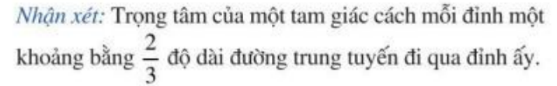 Nhận xét: Trọng tâm của một tam giác cách mỗi đỉnh một
khoảng bằng 2/3 độ dài đường trung tuyến đi qua đỉnh ấy.